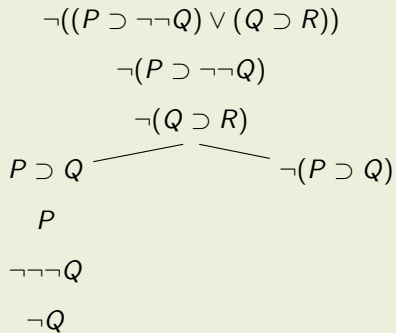 ¬((P ⊃ ¬¬Q) ∨ (Q ⊃ R))
¬(P ⊃ ¬¬Q)
¬(Q ⊃ R)
P ⊃ Q ¬(P ⊃ Q)
P
¬¬¬Q
¬Q